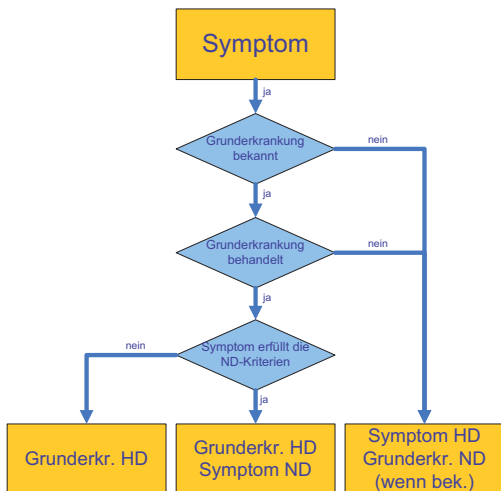 Symptom
ja
Grunderkrankung
bekannt
nein
ja
Grunderkrankung
behandelt
nein
ja
nein
Symptom erfüllt die
ND-Kriterien
ja
Grunderkr. HD
Grunderkr. HD
Symptom ND
Symptom HD
Grunderkr. ND
(wenn bek.)